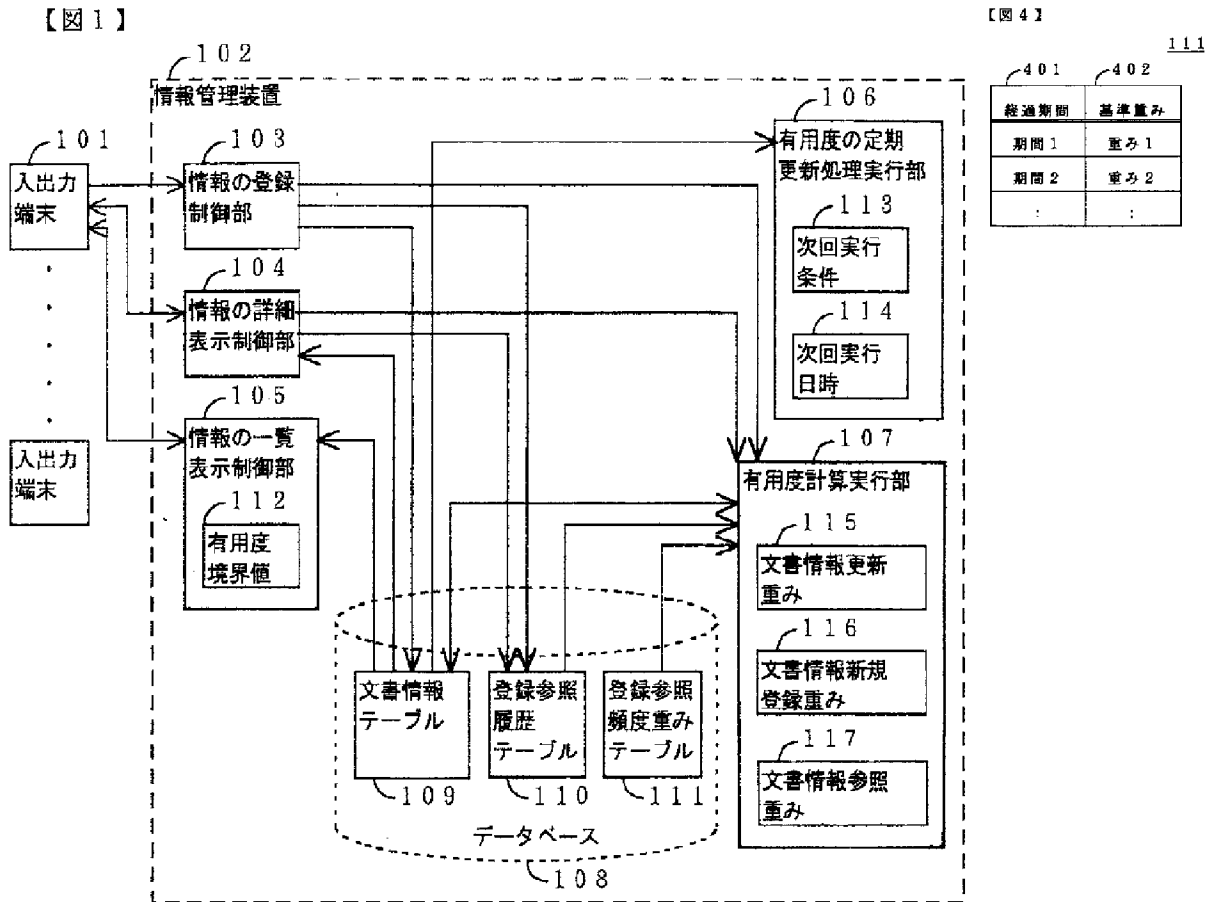 【図１】
１０２
情報管理装置
１０１
入出力
端末
入出力
端末
１０３
情報の登録
制御部
１０４
情報の詳細
表示制御部
１０５
情報の一覧
表示制御部
１１２
有用度
境界値
１０６
有用度の定期
更新処理実行部
１１３
次回実行
条件
１１４
次回実行
日時
１０７
有用度計算実行部
１１５
文書情報更新
重み
１１６
文書情報新規
登録重み
１１７
文書情報参照
重み
文書情報
テーブル
１０９
登録参照
履歴
テーブル
１１０
登録参照
頻度重み
テーブル
１１１
データベース
１０８
【図４】
１１１
４０１
４０２
経過期間 基準重み
期間１ 重み１
期間２ 重み２
： ：